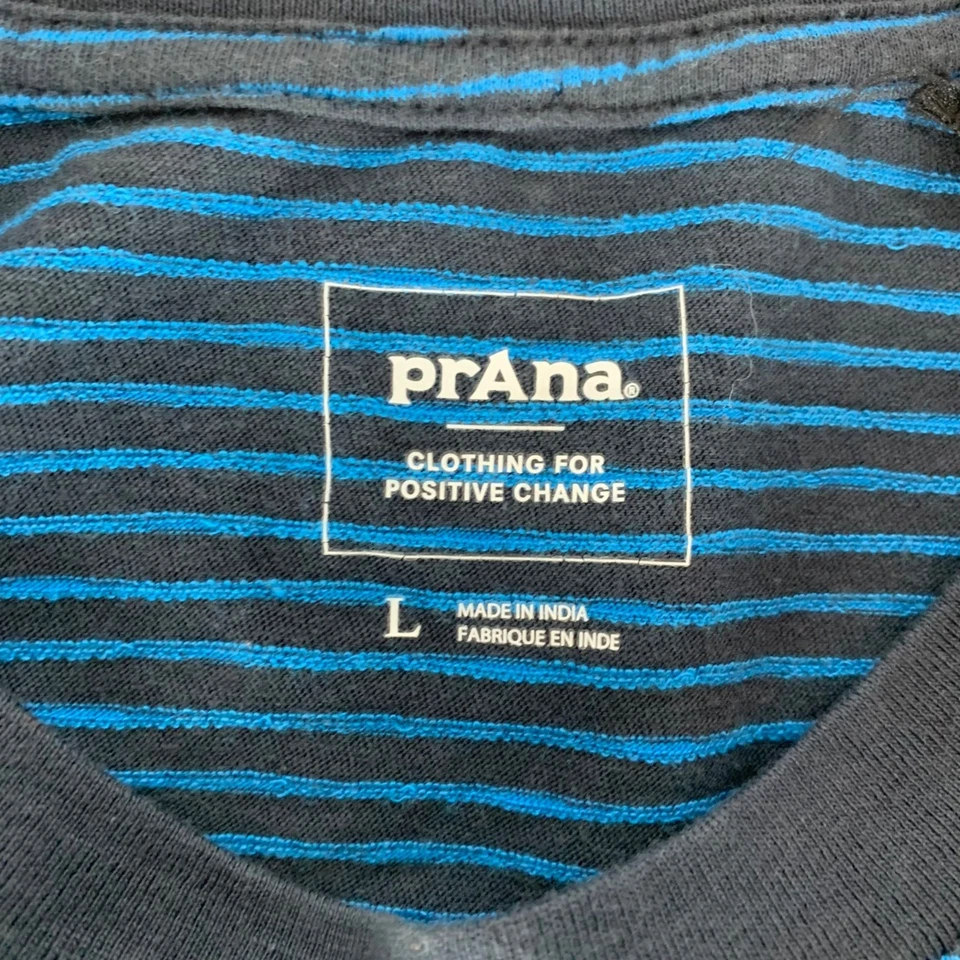 prAna®
CLOTHING FOR
POSITIVE CHANGE
L
MADE IN INDIA
FABRIQUE EN INDE